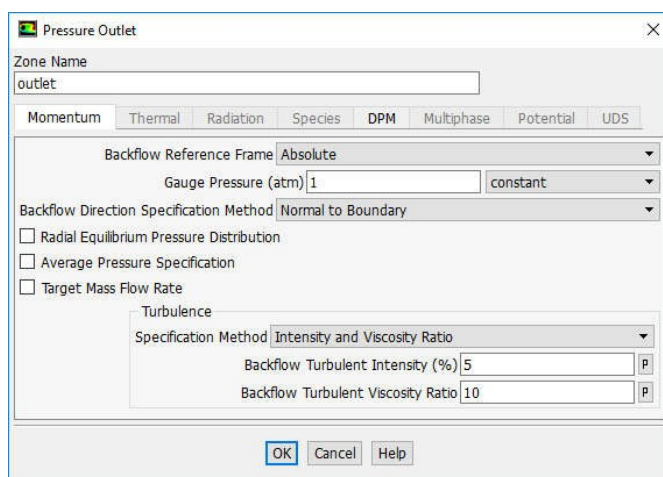 Pressure Outlet
Zone Name
outlet
Momentum Thermal Radiation Species DPM Multiphase Potential UDS
Backflow Reference Frame Absolute
Gauge Pressure (atm) 1 constant
Backflow Direction Specification Method Normal to Boundary
Radial Equilibrium Pressure Distribution
Average Pressure Specification
Target Mass Flow Rate
Turbulence
Specification Method Intensity and Viscosity Ratio
Backflow Turbulent Intensity (%) 5 P
Backflow Turbulent Viscosity Ratio 10 P
OK Cancel Help